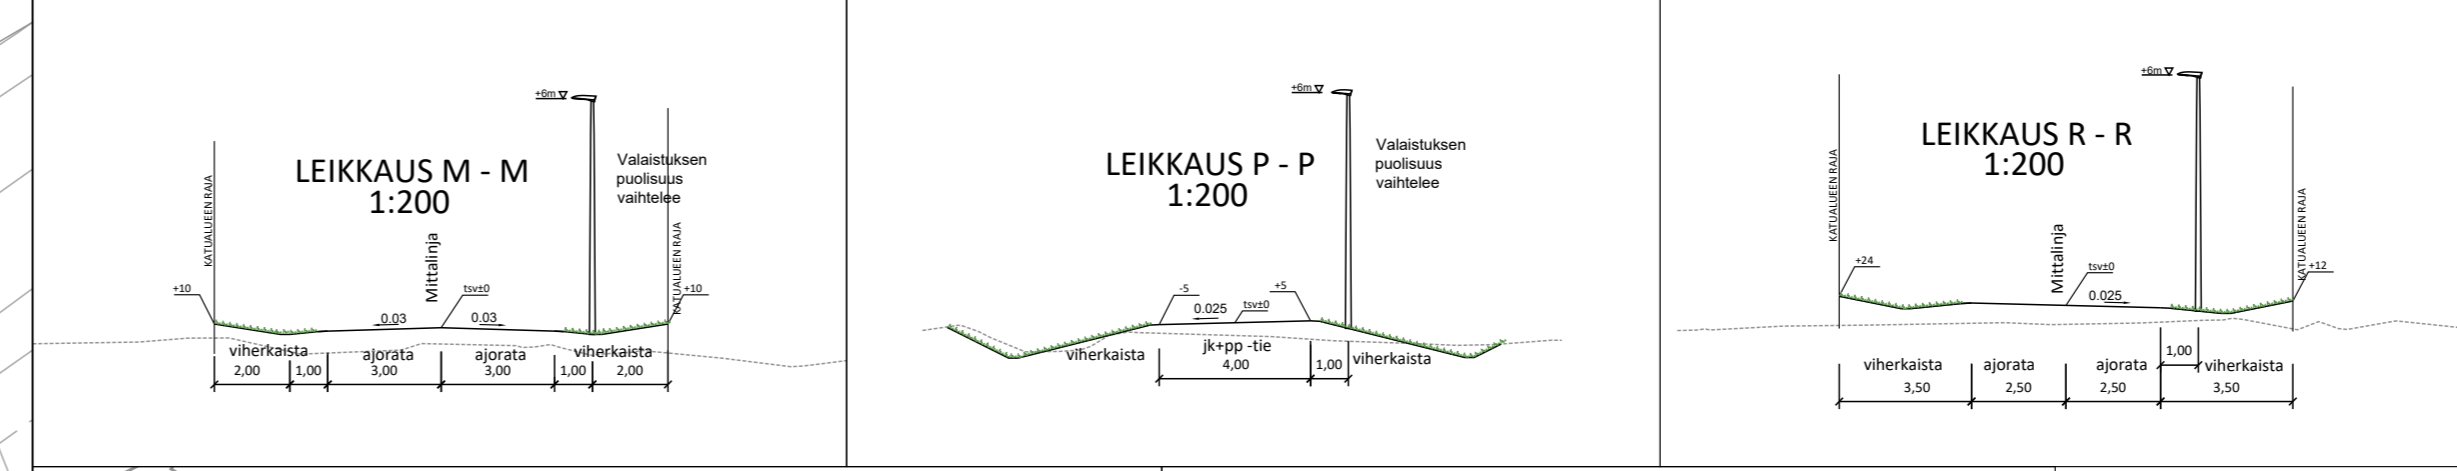 +6m
LEIKKAUS M - M
1:200
Valaistuksen
puolisuus
vaihtelee
KATUALUEEN RAJA
Mittalinja
KATUALUEEN RAJA
+10
tsv±0
+10
0.03
0.03
viherkaista
ajorata
ajorata
viherkaista
2,00
1,00
3,00
3,00
1,00
2,00
+6m
LEIKKAUS P - P
1:200
Valaistuksen
puolisuus
vaihtelee
-5
+5
0.025
tsv±0
viherkaista
jk+pp -tie
viherkaista
4,00
1,00
+6m
LEIKKAUS R - R
1:200
KATUALUEEN RAJA
Mittalinja
KATUALUEEN RAJA
+24
tsv±0
+12
0.025
1,00
viherkaista
ajorata
ajorata
viherkaista
3,50
2,50
2,50
3,50